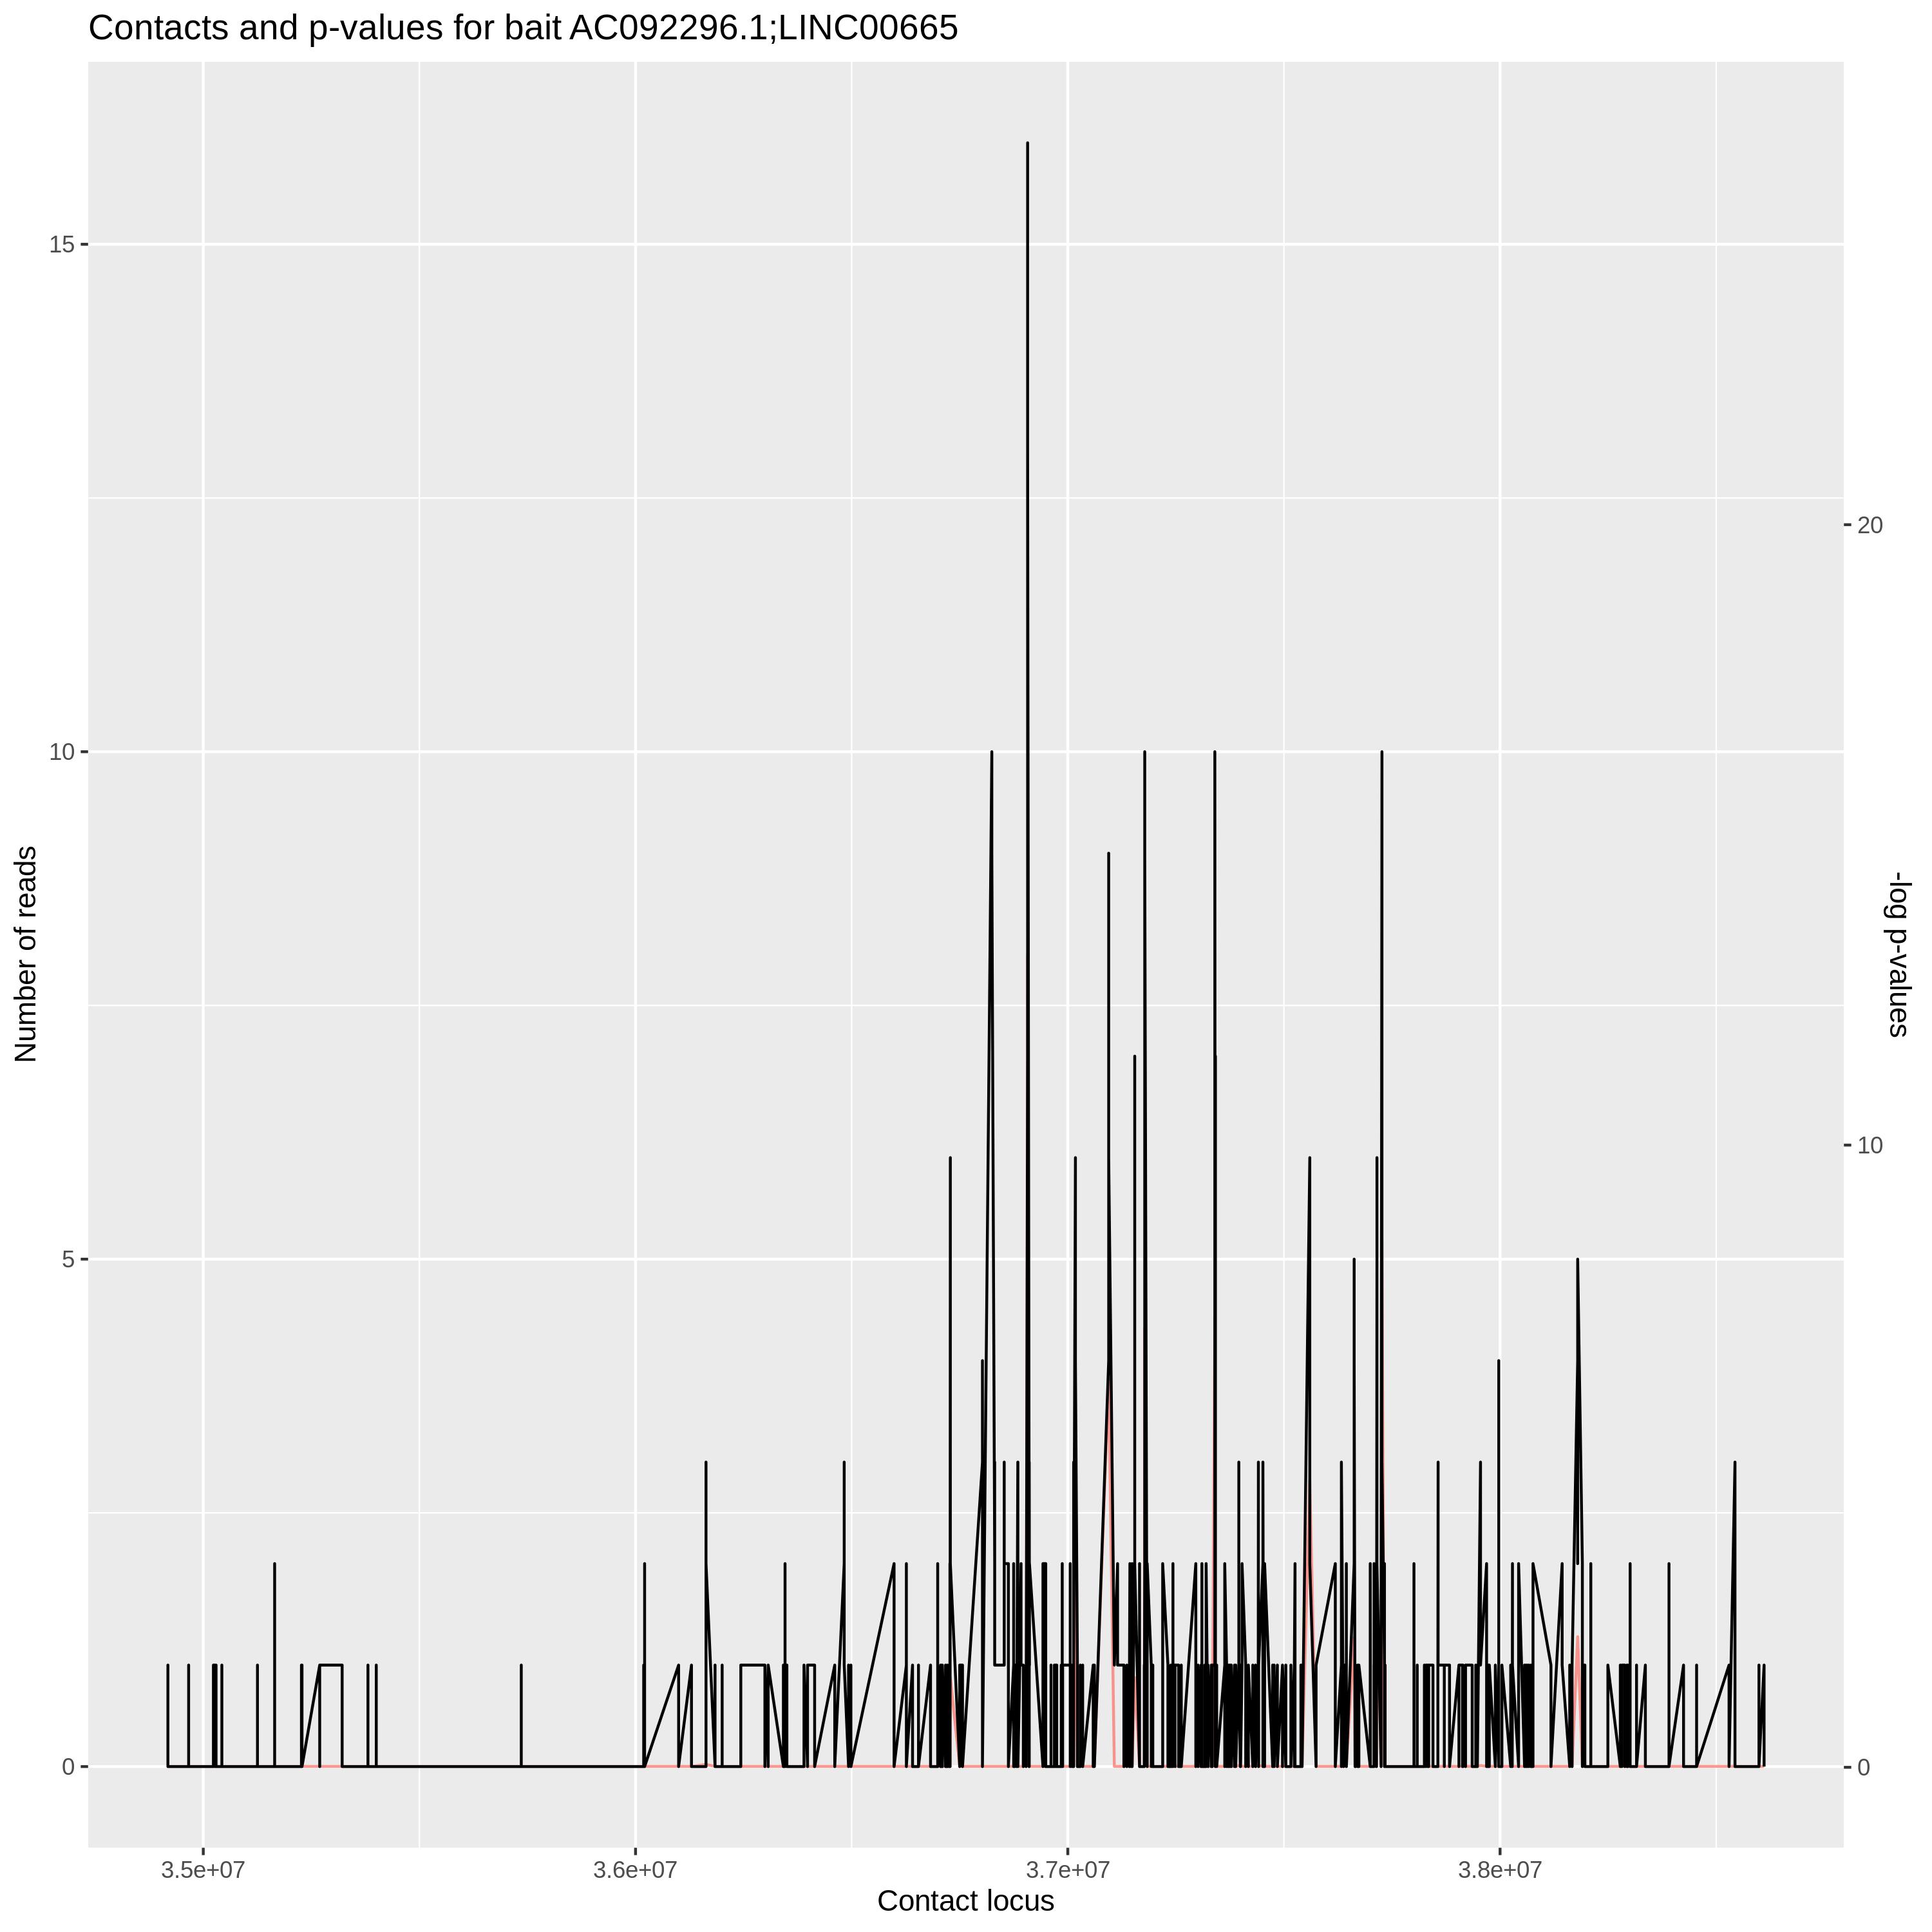 Contacts and p-values for bait AC092296.1;LINC00665
15
10
5
0
Number of reads
20
10
0
-log p-values
3.5e+07 3.6e+07 3.7e+07 3.8e+07
Contact locus